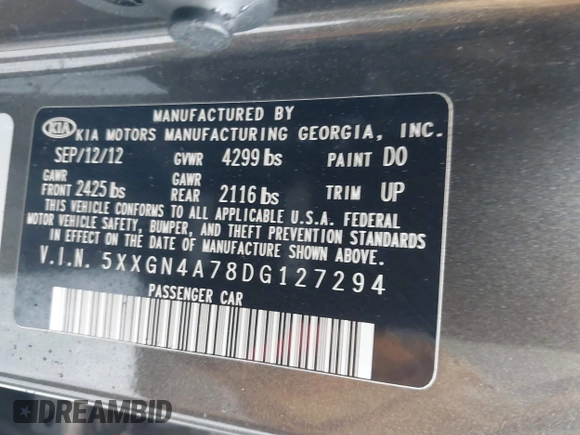 MANUFACTURED BY
KIA KIA MOTORS MANUFACTURING GEORGIA, INC.
SEP/12/12 GVWR 4299 lbs PAINT D0
GAWR GAWR
FRONT 2425 lbs REAR 2116 lbs TRIM UP
THIS VEHICLE CONFORMS TO ALL APPLICABLE U.S.A. FEDERAL
MOTOR VEHICLE SAFETY, BUMPER, AND THEFT PREVENTION STANDARDS
IN EFFECT ON THE DATE OF MANUFACTURE SHOWN ABOVE.
V.I.N. 5XXGN4A78DG127294
PASSENGER CAR
DREAMBID